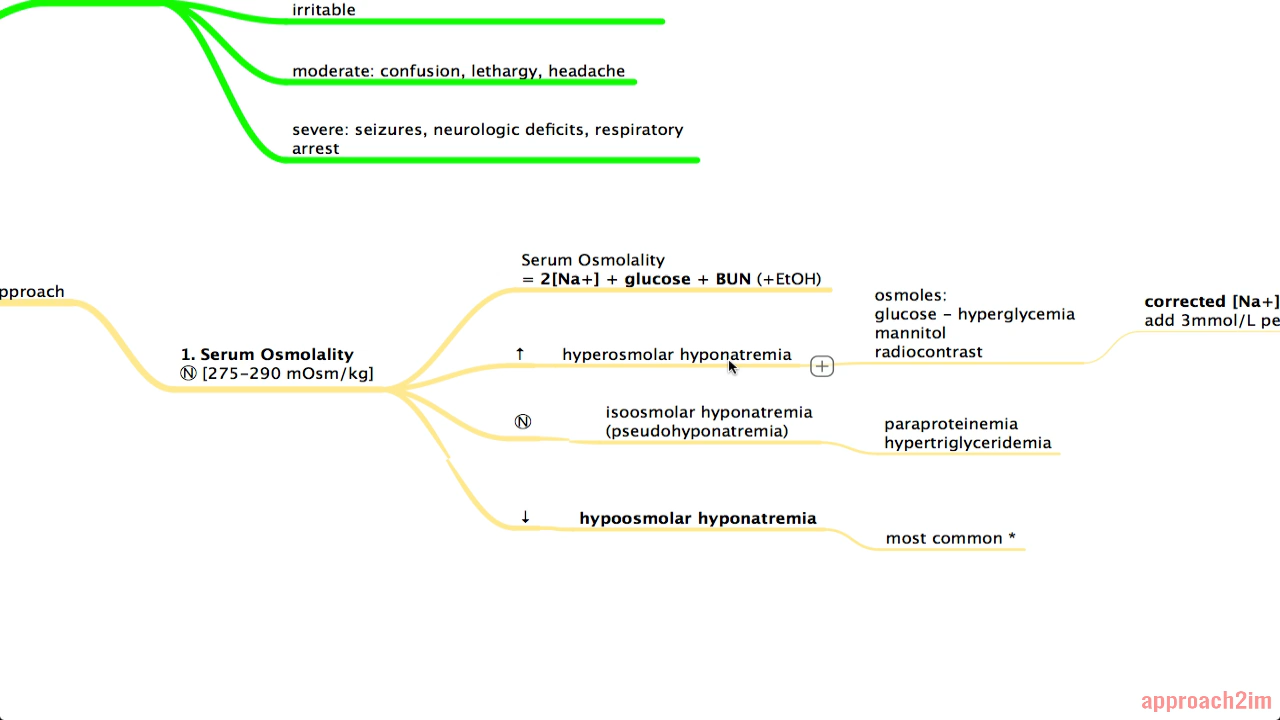 irritable
moderate: confusion, lethargy, headache
severe: seizures, neurologic deficits, respiratory
arrest
pproach
1. Serum Osmolality
Ⓝ [275–290 mOsm/kg]
Serum Osmolality
= 2[Na+] + glucose + BUN (+EtOH)
↑ hyperosmolar hyponatremia
osmoles:
glucose – hyperglycemia
mannitol
radiocontrast
corrected [Na+]
add 3mmol/L pe
Ⓝ
isoosmolar hyponatremia
(pseudohyponatremia)
paraproteinemia
hypertriglyceridemia
↓ hypoosmolar hyponatremia
most common *
approach2im